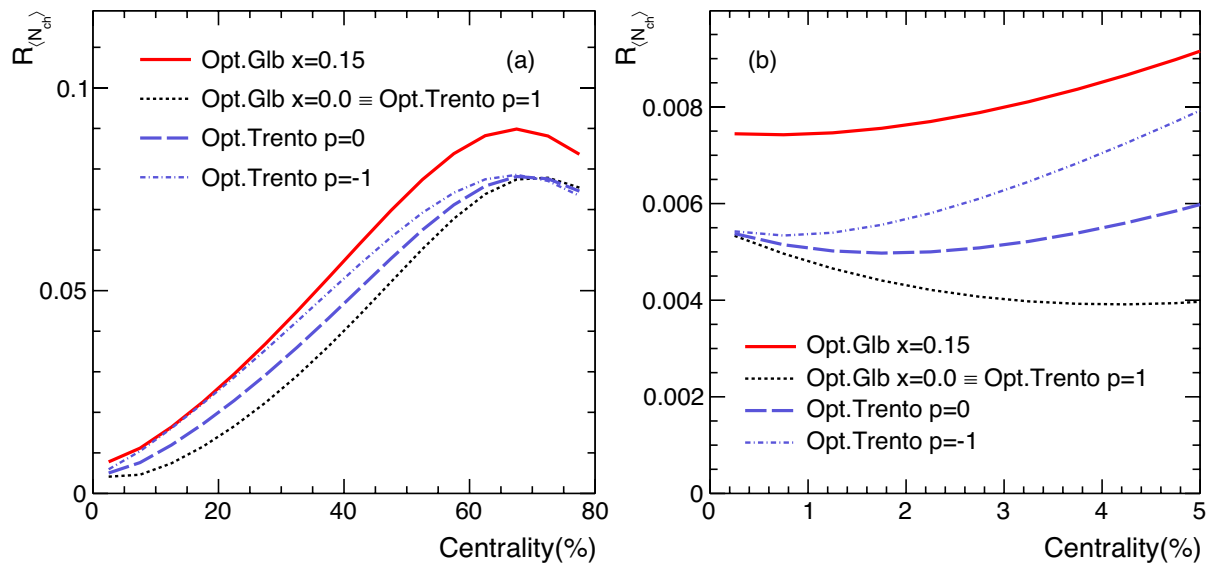 R⟨N_ch⟩
0.1
0.05
0
(a)
Opt.Glb x=0.15
Opt.Glb x=0.0 ≡ Opt.Trento p=1
Opt.Trento p=0
Opt.Trento p=-1
0 20 40 60 80
Centrality(%)
R⟨N_ch⟩
0.008
0.006
0.004
0.002
0
(b)
Opt.Glb x=0.15
Opt.Glb x=0.0 ≡ Opt.Trento p=1
Opt.Trento p=0
Opt.Trento p=-1
0 1 2 3 4 5
Centrality(%)